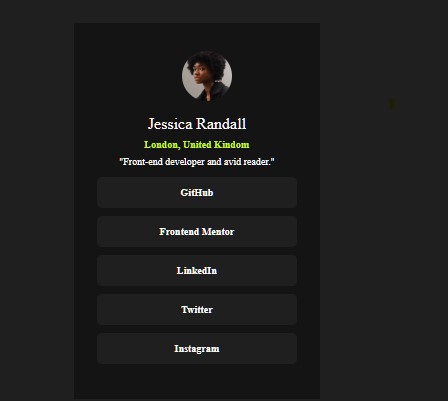 Jessica Randall
London, United Kindom
"Front-end developer and avid reader."
GitHub
Frontend Mentor
LinkedIn
Twitter
Instagram